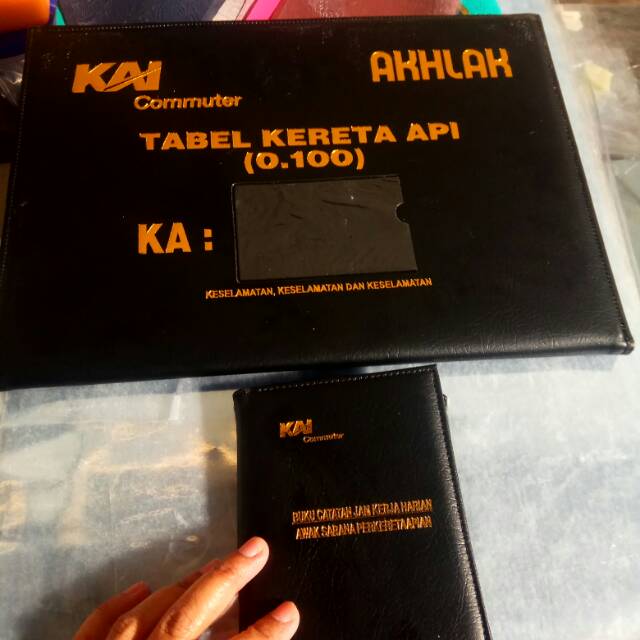 KAI
Commuter
AKHLAK
TABEL KERETA API
(O.100)
KA :
KESELAMATAN, KESELAMATAN DAN KESELAMATAN
KAI
Commuter
BUKU CATATAN JAM KERJA HARIAN
AWAK SARANA PERKERETAAPIAN